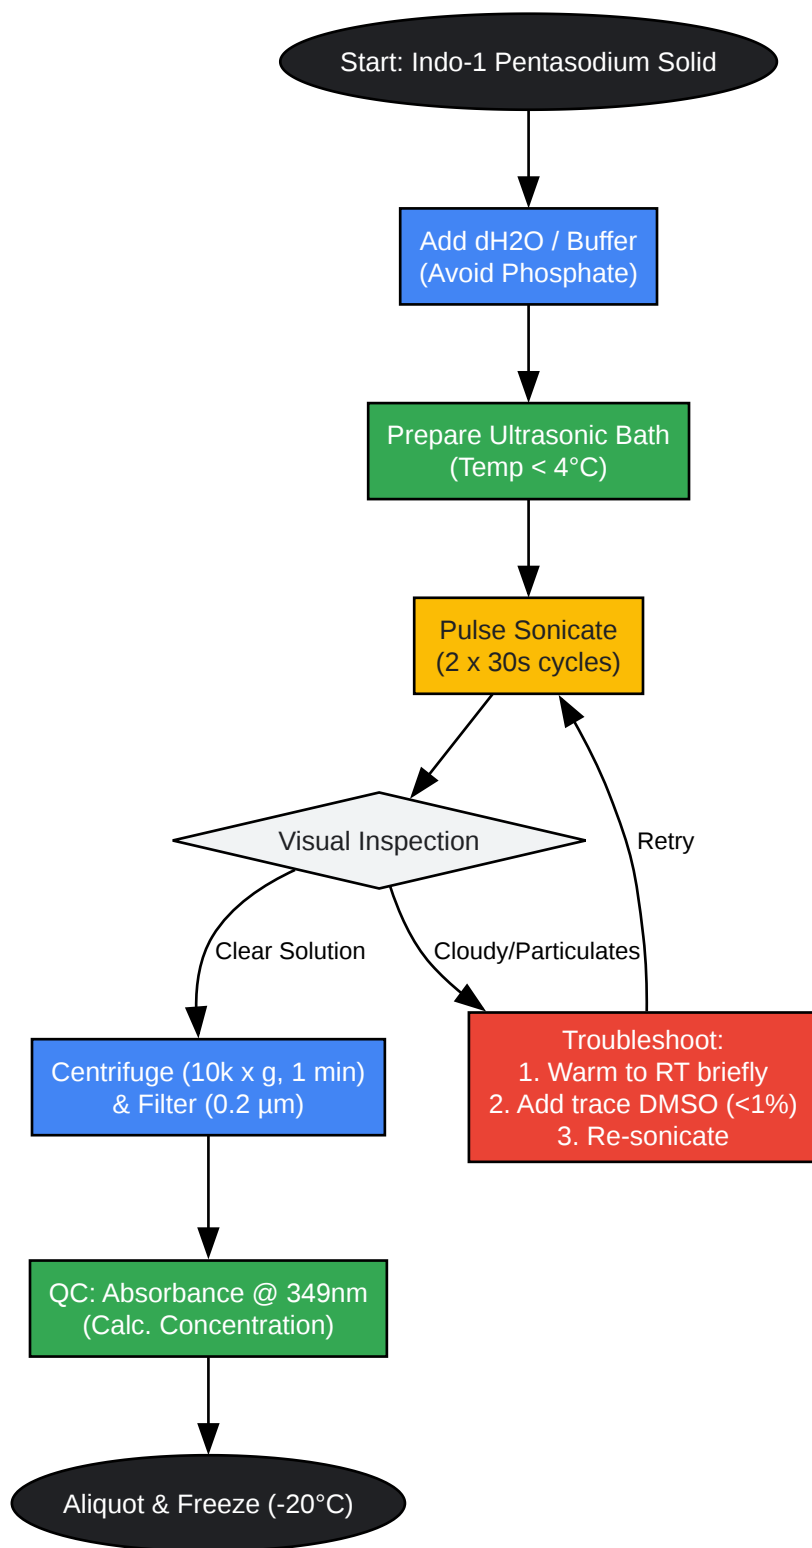 Start: Indo-1 Pentasodium Solid
Add dH2O / Buffer
(Avoid Phosphate)
Prepare Ultrasonic Bath
(Temp < 4°C)
Pulse Sonicate
(2 x 30s cycles)
Visual Inspection
Retry
Clear Solution
Cloudy/Particulates
Centrifuge (10k x g, 1 min)
& Filter (0.2 µm)
Troubleshoot:
1. Warm to RT briefly
2. Add trace DMSO (<1%)
3. Re-sonicate
QC: Absorbance @ 349nm
(Calc. Concentration)
Aliquot & Freeze (-20°C)